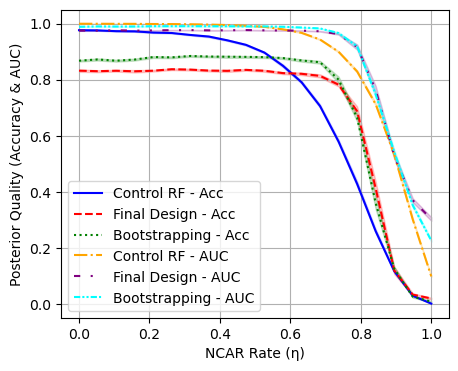 Posterior Quality (Accuracy & AUC)
1.0
0.8
0.6
0.4
0.2
0.0
Control RF - Acc
Final Design - Acc
Bootstrapping - Acc
Control RF - AUC
Final Design - AUC
Bootstrapping - AUC
0.0 0.2 0.4 0.6 0.8 1.0
NCAR Rate (η)